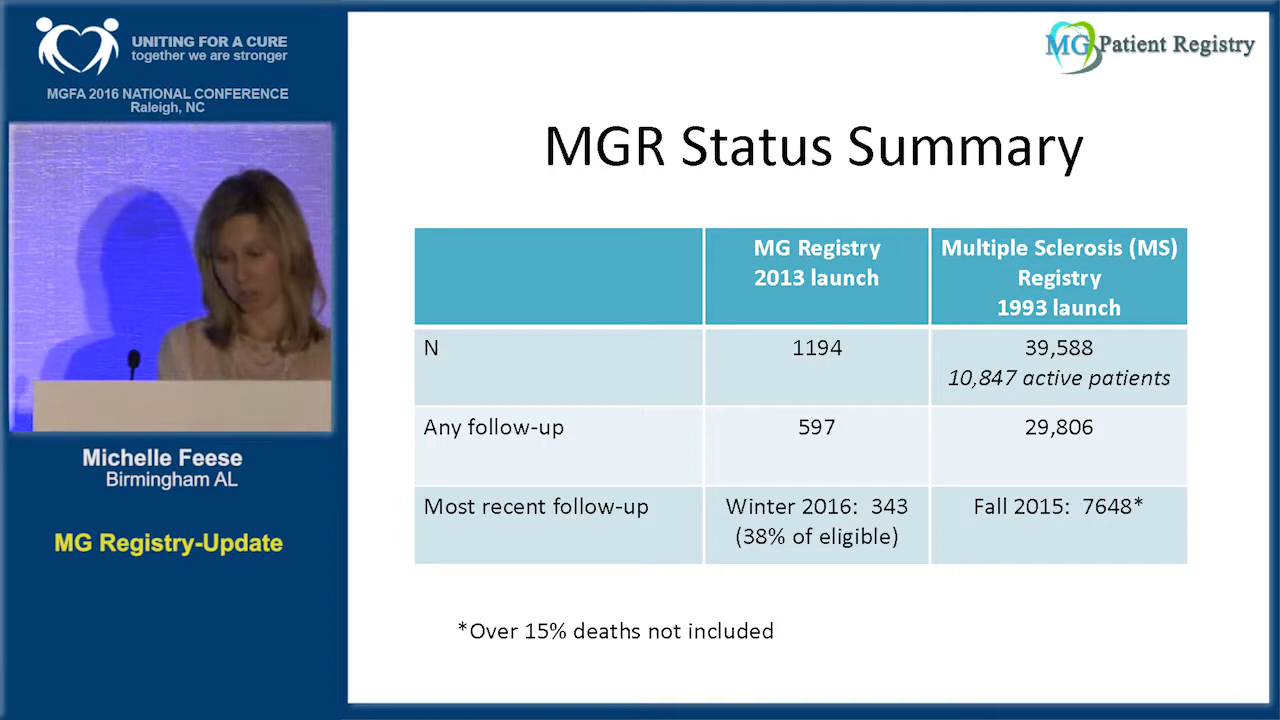 UNITING FOR A CURE
together we are stronger
MGFA 2016 NATIONAL CONFERENCE
Raleigh, NC
Michelle Feese
Birmingham AL
MG Registry-Update
MG Patient Registry
MGR Status Summary
MG Registry
2013 launch
Multiple Sclerosis (MS)
Registry
1993 launch
N
1194
39,588
10,847 active patients
Any follow-up
597
29,806
Most recent follow-up
Winter 2016: 343
(38% of eligible)
Fall 2015: 7648*
*Over 15% deaths not included